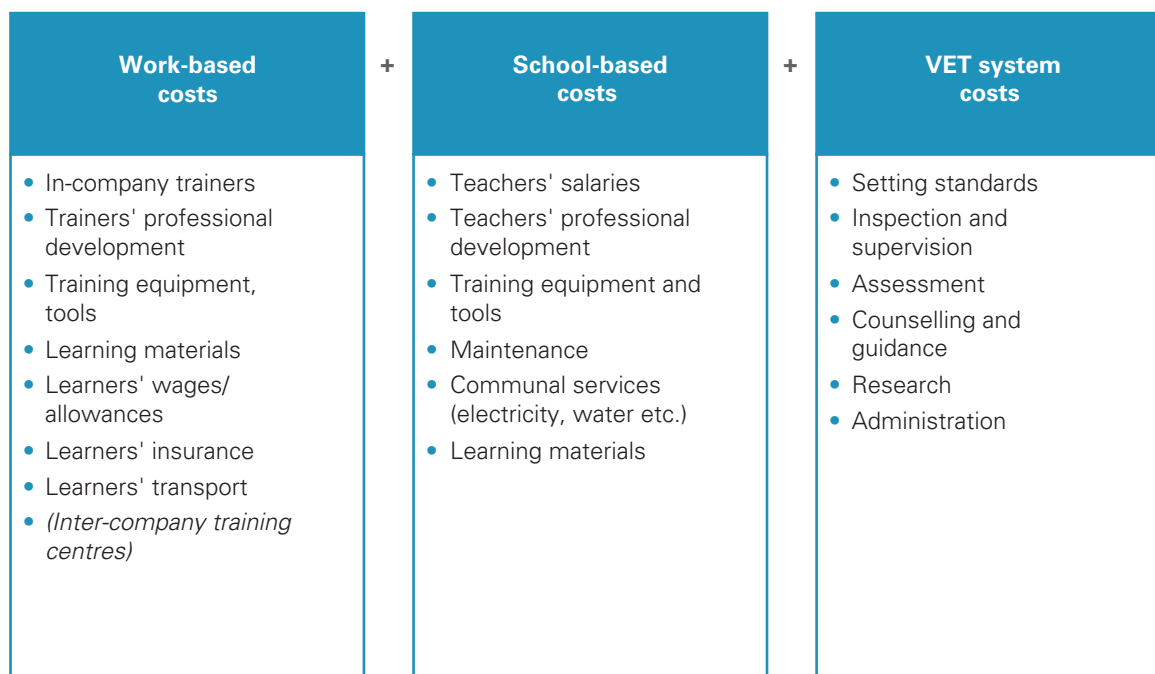 Work-based
costs
+
School-based
costs
+
VET system
costs
• In-company trainers
• Trainers' professional
development
• Training equipment,
tools
• Learning materials
• Learners' wages/
allowances
• Learners' insurance
• Learners' transport
• (Inter-company training
centres)
• Teachers' salaries
• Teachers' professional
development
• Training equipment and
tools
• Maintenance
• Communal services
(electricity, water etc.)
• Learning materials
• Setting standards
• Inspection and
supervision
• Assessment
• Counselling and
guidance
• Research
• Administration